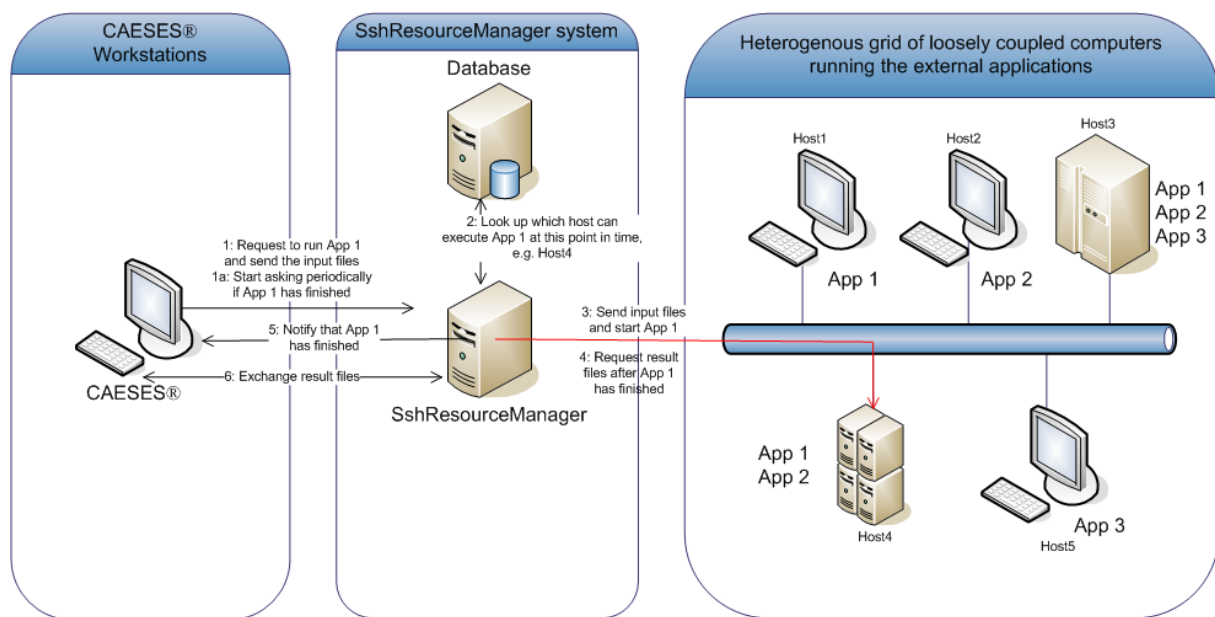 CAESES®
Workstations
SshResourceManager system
Heterogenous grid of loosely coupled computers
running the external applications
Database
2: Look up which host can
execute App 1 at this point in time,
e.g. Host4
1: Request to run App 1
and send the input files
1a: Start asking periodically
if App 1 has finished
5: Notify that App 1
has finished
6: Exchange result files
CAESES®
SshResourceManager
3: Send input files
and start App 1
4: Request result
files after App 1
has finished
Host1
App 1
Host2
App 2
Host3
App 1
App 2
App 3
App 1
App 2
Host4
App 3
Host5